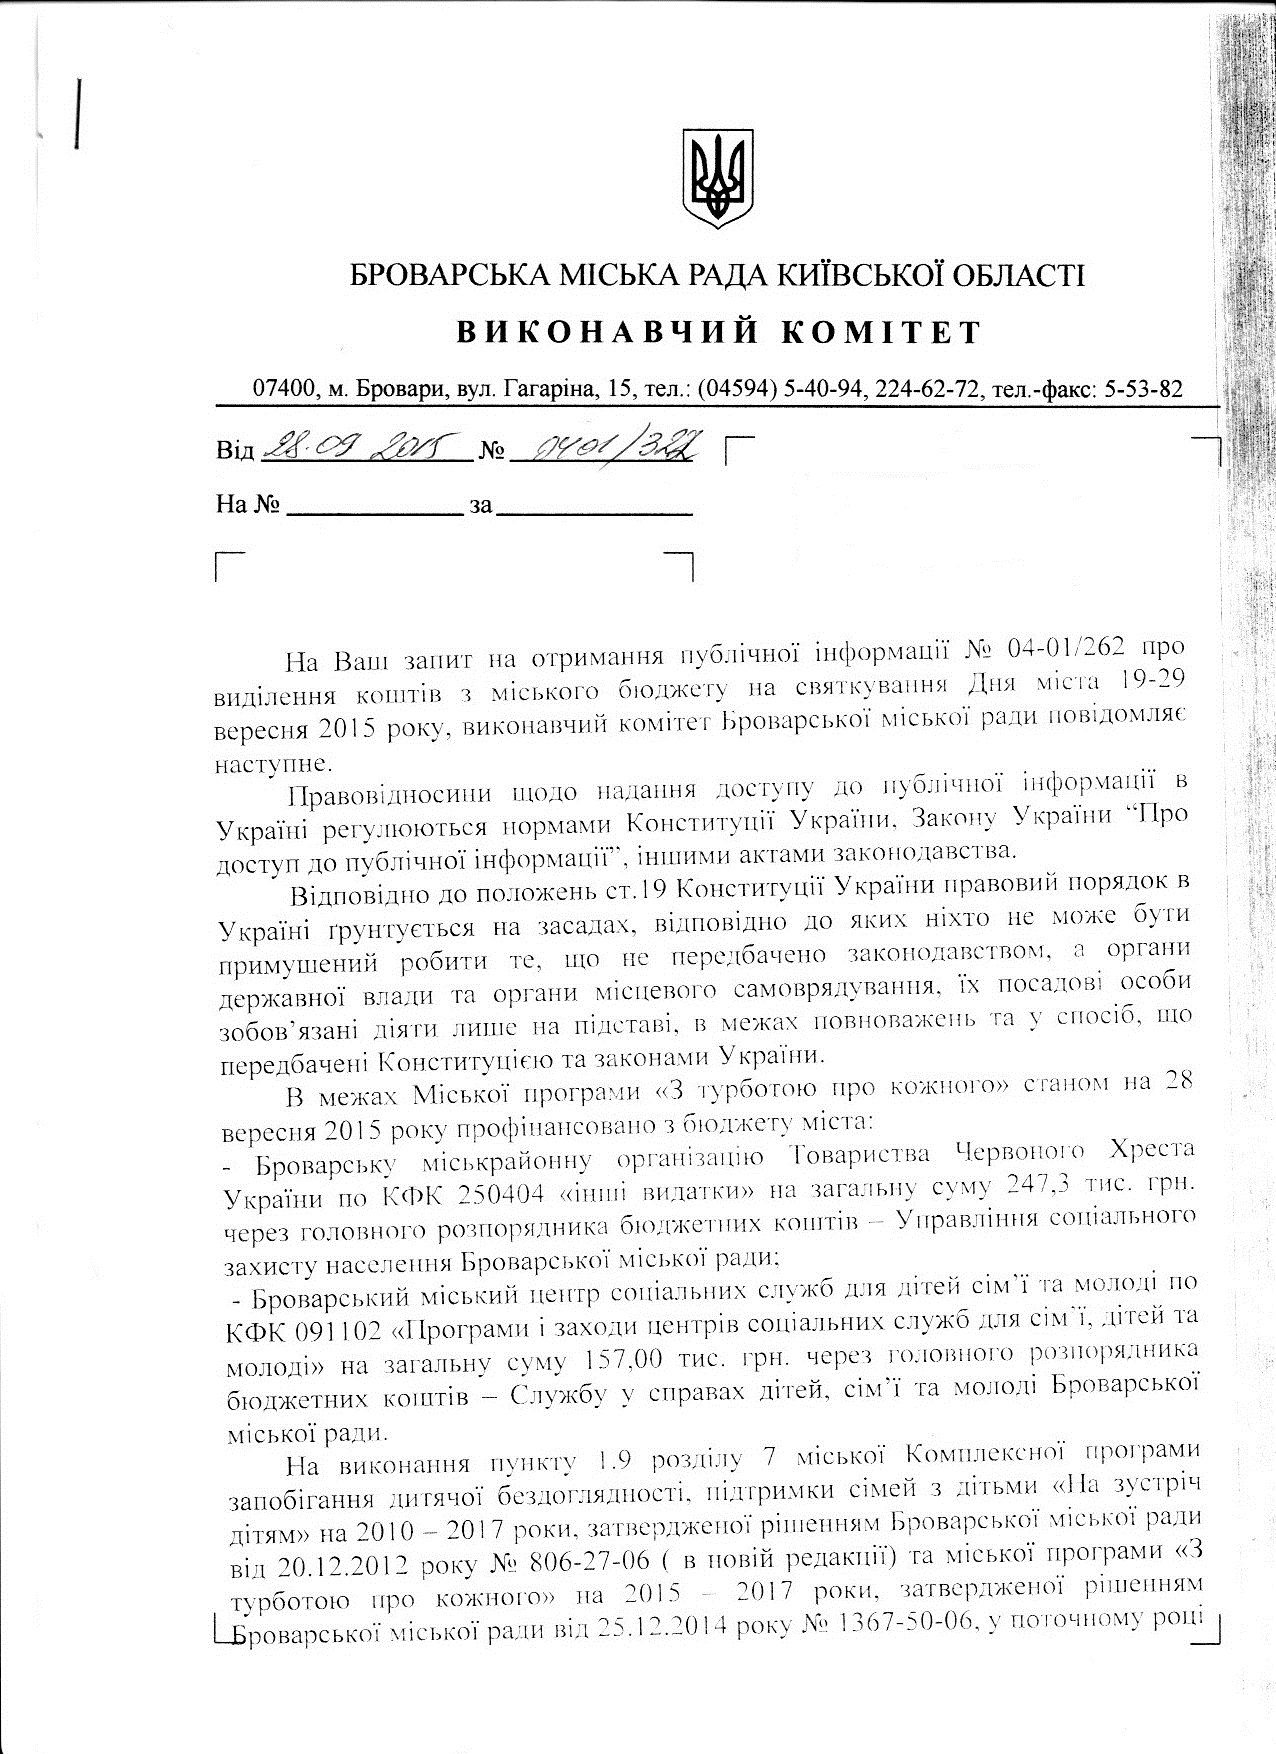 БРОВАРСЬКА МІСЬКА РАДА КИЇВСЬКОЇ ОБЛАСТІ
ВИКОНАВЧИЙ КОМІТЕТ
07400, м. Бровари, вул. Гагаріна, 15, тел.: (04594) 5-40-94, 224-62-72, тел.-факс: 5-53-82
Від 28.09 2015 № 0401/322
На № за
На Ваш запит на отримання публічної інформації № 04-01/262 про
виділення коштів з міського бюджету на святкування Дня міста 19-29
вересня 2015 року, виконавчий комітет Броварської міської ради повідомляє
наступне.
Правовідносини щодо надання доступу до публічної інформації в
Україні регулюються нормами Конституції України, Закону України “Про
доступ до публічної інформації”, іншими актами законодавства.
Відповідно до положень ст.19 Конституції України правовий порядок в
Україні ґрунтується на засадах, відповідно до яких ніхто не може бути
примушений робити те, що не передбачено законодавством, а органи
державної влади та органи місцевого самоврядування, їх посадові особи
зобов’язані діяти лише на підставі, в межах повноважень та у спосіб, що
передбачені Конституцією та законами України.
В межах Міської програми «З турботою про кожного» станом на 28
вересня 2015 року профінансовано з бюджету міста:
- Броварську міськрайонну організацію Товариства Червоного Хреста
України по КФК 250404 «інші видатки» на загальну суму 247,3 тис. грн.
через головного розпорядника бюджетних коштів – Управління соціального
захисту населення Броварської міської ради;
- Броварський міський центр соціальних служб для дітей сім’ї та молоді по
КФК 091102 «Програми і заходи центрів соціальних служб для сім’ї, дітей та
молоді» на загальну суму 157,00 тис. грн. через головного розпорядника
бюджетних коштів – Службу у справах дітей, сім’ї та молоді Броварської
міської ради.
На виконання пункту 1.9 розділу 7 міської Комплексної програми
запобігання дитячої бездоглядності, підтримки сімей з дітьми «На зустріч
дітям» на 2010 – 2017 роки, затвердженої рішенням Броварської міської ради
від 20.12.2012 року № 806-27-06 ( в новій редакції) та міської програми «З
турботою про кожного» на 2015 – 2017 роки, затвердженої рішенням
Броварської міської ради від 25.12.2014 року № 1367-50-06, у поточному році